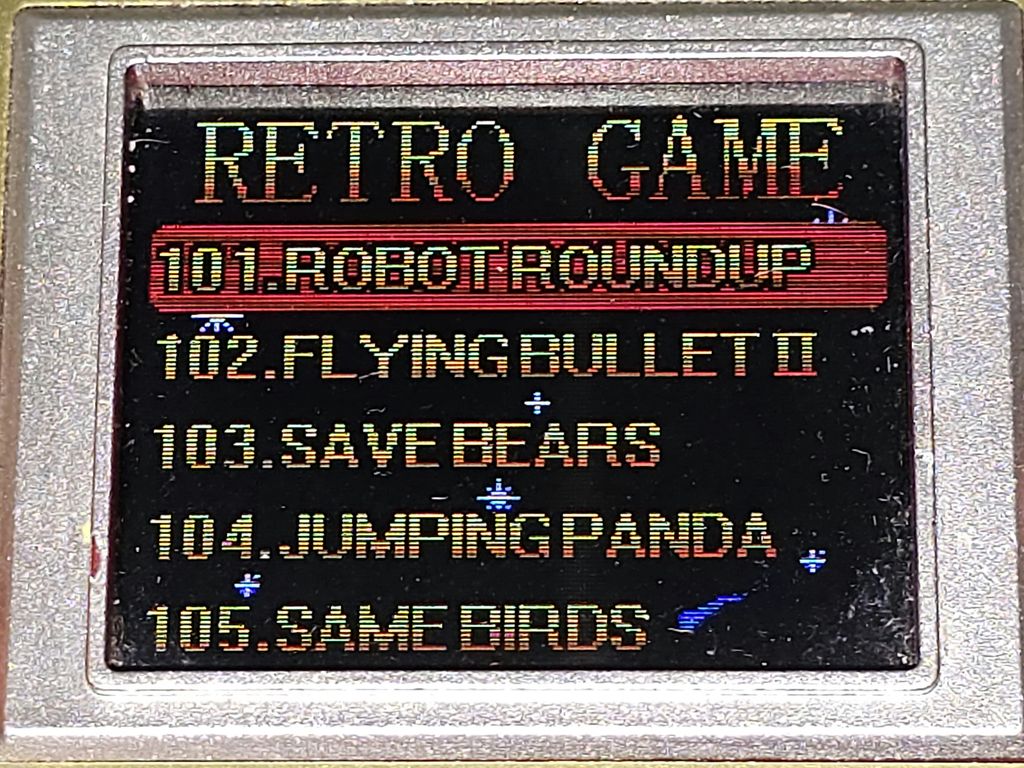 RETRO GAME
101.ROBOT ROUNDUP
102.FLYING BULLET II
103.SAVE BEARS
104.JUMPING PANDA
105.SAME BIRDS